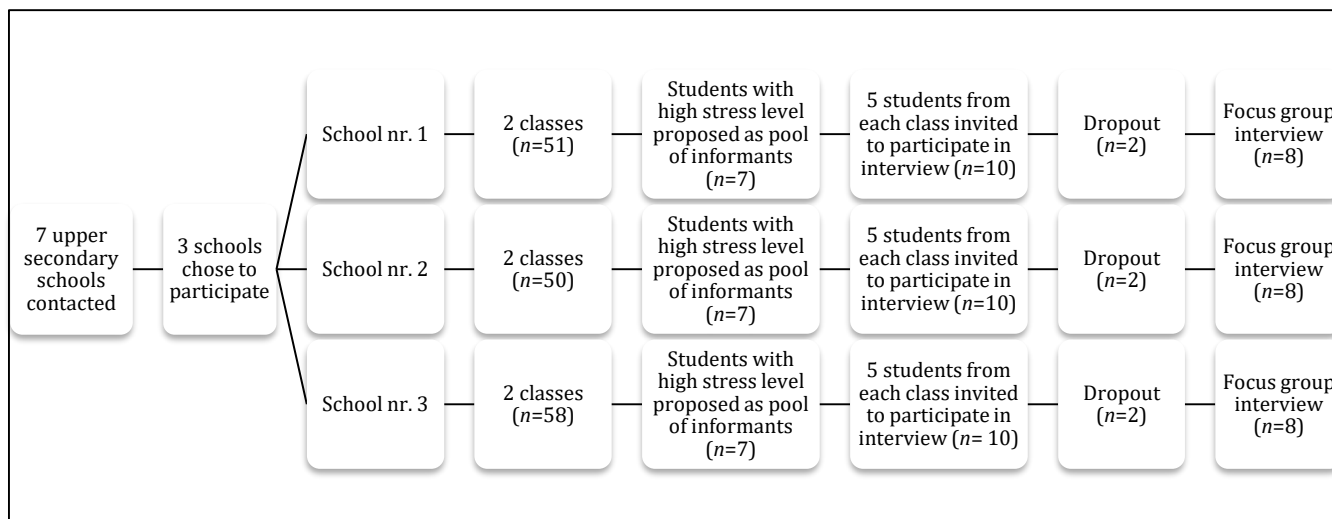 7 upper
secondary
schools
contacted
3 schools
chose to
participate
School nr. 1
2 classes
(n=51)
Students with
high stress level
proposed as pool
of informants
(n=7)
5 students from
each class invited
to participate in
interview (n=10)
Dropout
(n=2)
Focus group
interview
(n=8)
School nr. 2
2 classes
(n=50)
Students with
high stress level
proposed as pool
of informants
(n=7)
5 students from
each class invited
to participate in
interview (n=10)
Dropout
(n=2)
Focus group
interview
(n=8)
School nr. 3
2 classes
(n=58)
Students with
high stress level
proposed as pool
of informants
(n=7)
5 students from
each class invited
to participate in
interview (n= 10)
Dropout
(n=2)
Focus group
interview
(n=8)